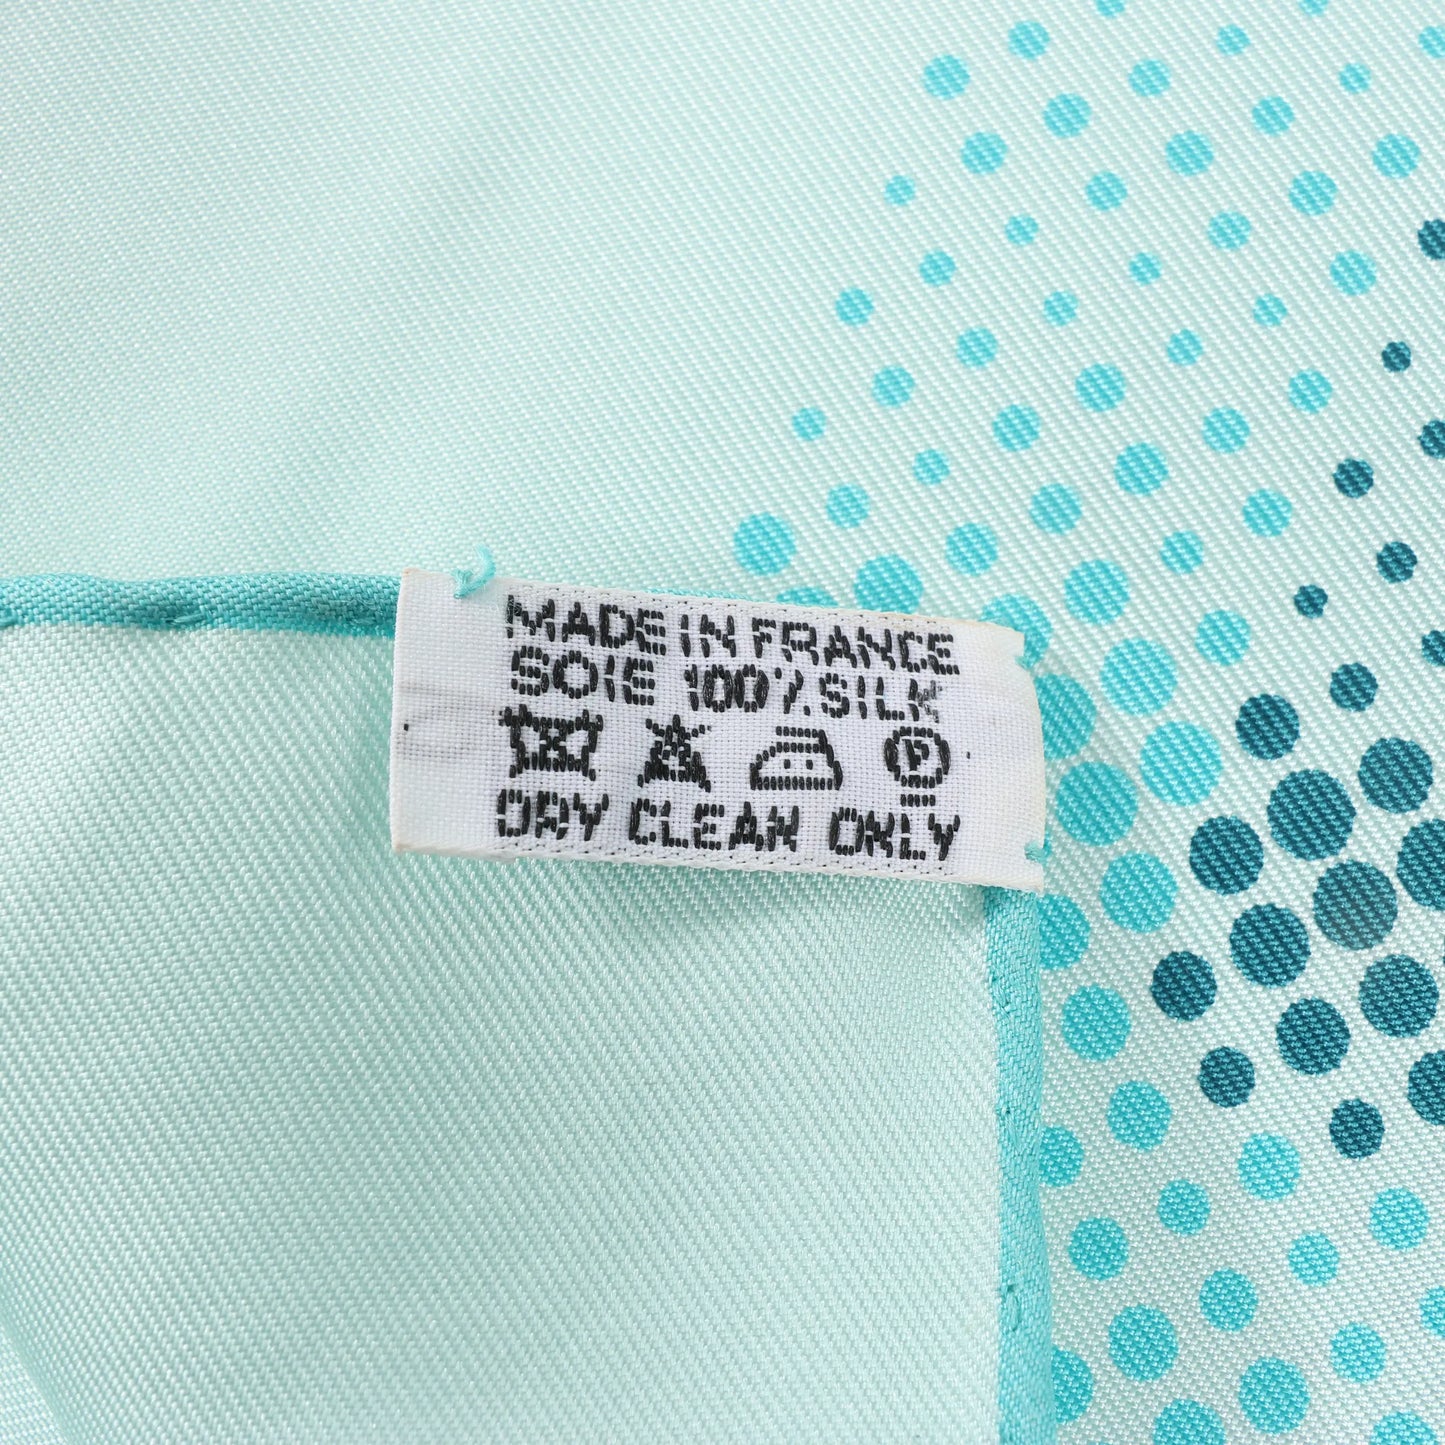 MADE IN FRANCE
SOIE 100% SILK
P
DRY CLEAN ONLY